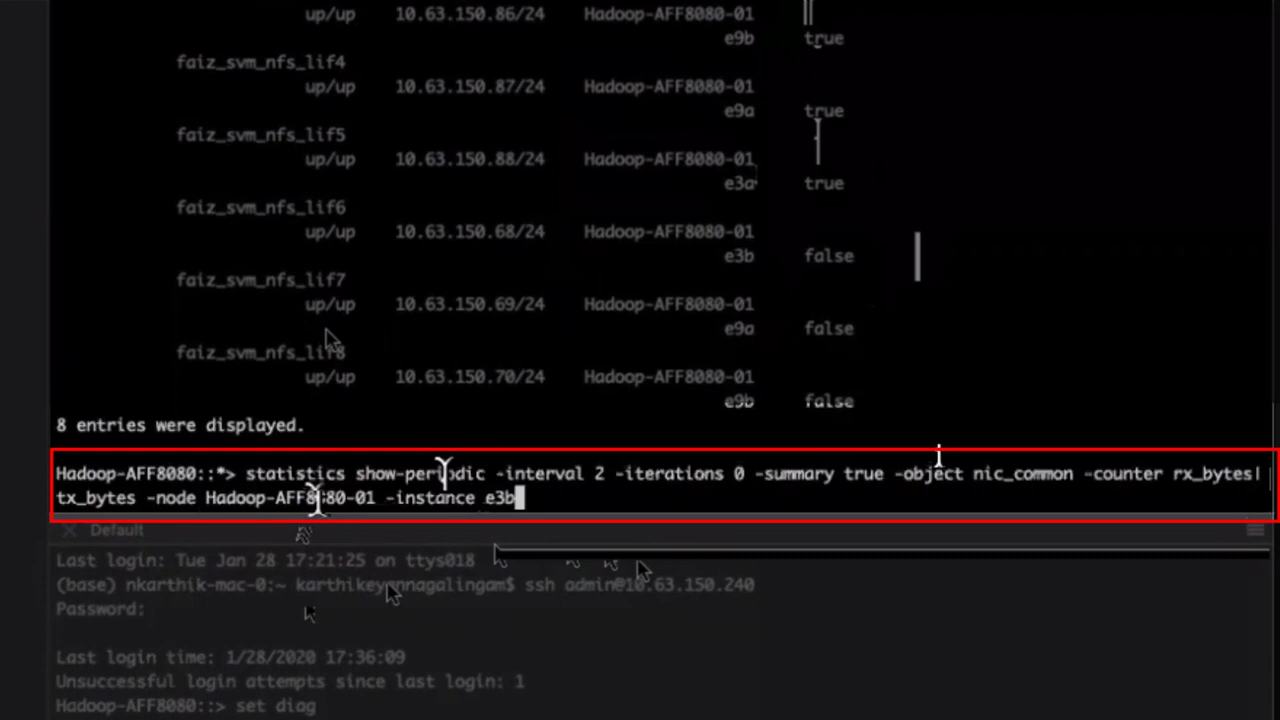 up/up 10.63.150.86/24 Hadoop-AFF8080-01
e9b true
faiz_svm_nfs_lif4
up/up 10.63.150.87/24 Hadoop-AFF8080-01
e9a true
faiz_svm_nfs_lif5
up/up 10.63.150.88/24 Hadoop-AFF8080-01
e3a true
faiz_svm_nfs_lif6
up/up 10.63.150.68/24 Hadoop-AFF8080-01
e3b false
faiz_svm_nfs_lif7
up/up 10.63.150.69/24 Hadoop-AFF8080-01
e9a false
faiz_svm_nfs_lif8
up/up 10.63.150.70/24 Hadoop-AFF8080-01
e9b false
8 entries were displayed.
Hadoop-AFF8080::*> statistics show-periodic -interval 2 -iterations 0 -summary true -object nic_common -counter rx_bytes|
tx_bytes -node Hadoop-AFF8080-01 -instance e3b
Default
Last login: Tue Jan 28 17:21:25 on ttys018
(base) nkarthik-mac-0:~ karthikeyannagalingam$ ssh admin@10.63.150.240
Password:
Last login time: 1/28/2020 17:36:09
Unsuccessful login attempts since last login: 1
Hadoop-AFF8080::> set diag